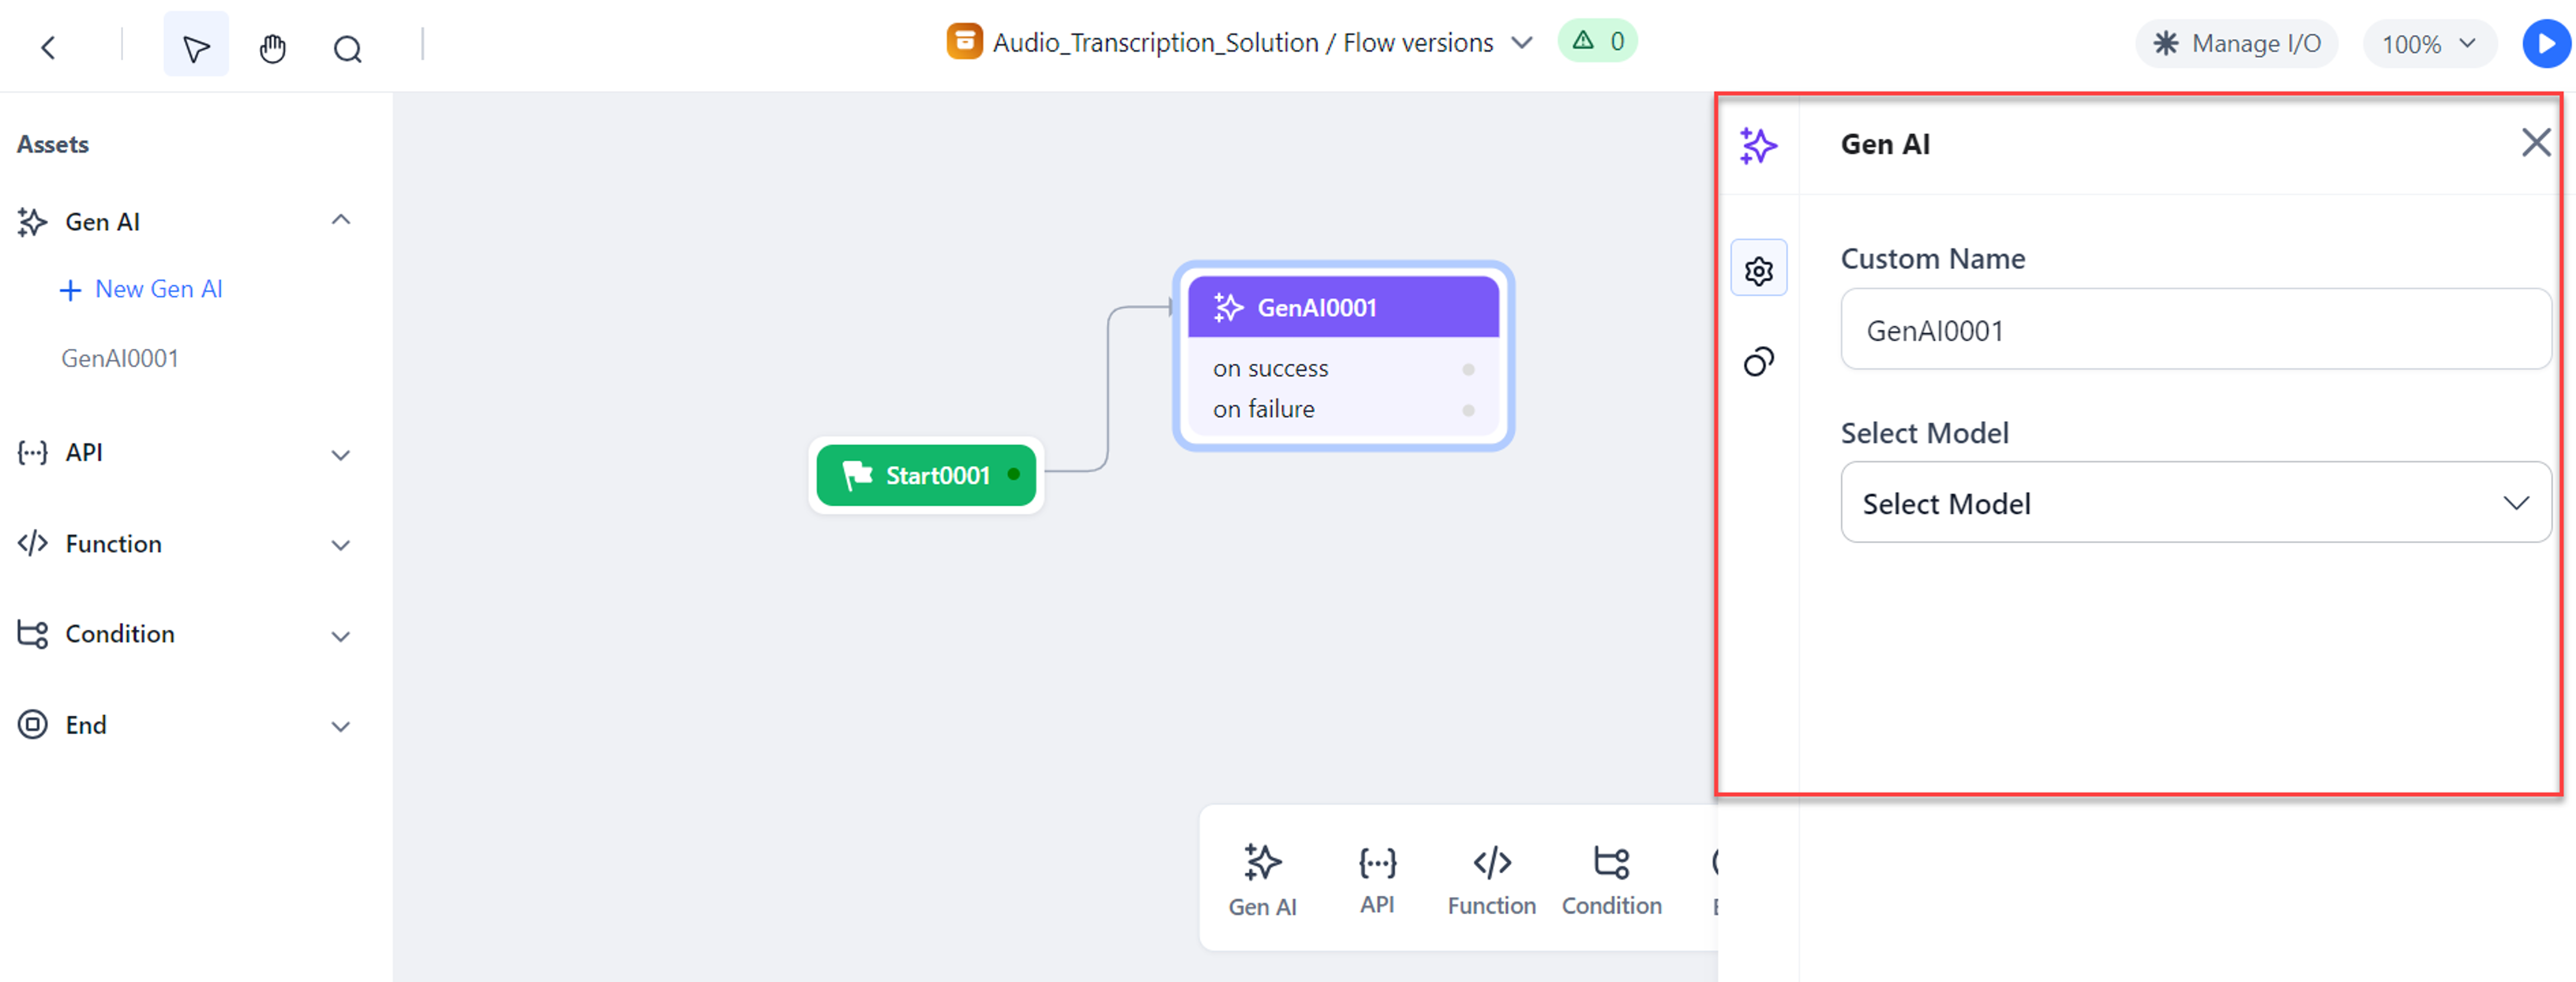 Audio_Transcription_Solution / Flow versions
0
Manage I/O
100%
Assets
Gen AI
New Gen AI
GenAI0001
API
Function
Condition
End
Start0001
GenAI0001
on success
on failure
Gen AI
API
Function
Condition
Gen AI
Custom Name
GenAI0001
Select Model
Select Model